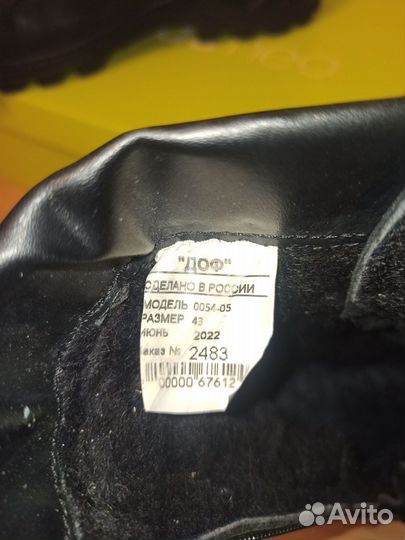 "ДОФ"
СДЕЛАНО В РОССИИ
МОДЕЛЬ 0054-05
РАЗМЕР 43
ИЮНЬ 2022
Заказ № 2483
00000 67612
Avito